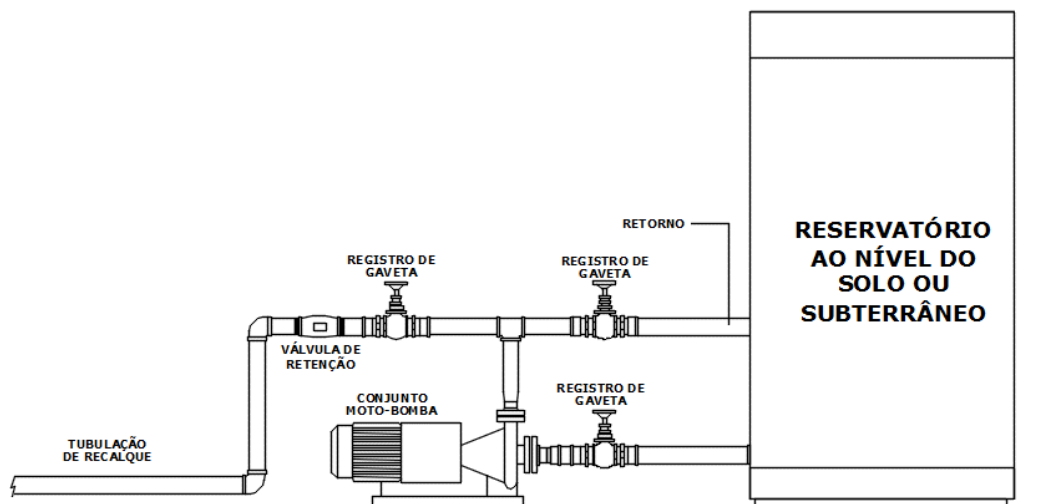 RETORNO
RESERVATÓRIO
AO NÍVEL DO
SOLO OU
SUBTERRÂNEO
REGISTRO DE
GAVETA
REGISTRO DE
GAVETA
VÁLVULA DE
RETENÇÃO
REGISTRO DE
GAVETA
CONJUNTO
MOTO-BOMBA
TUBULAÇÃO
DE RECALQUE